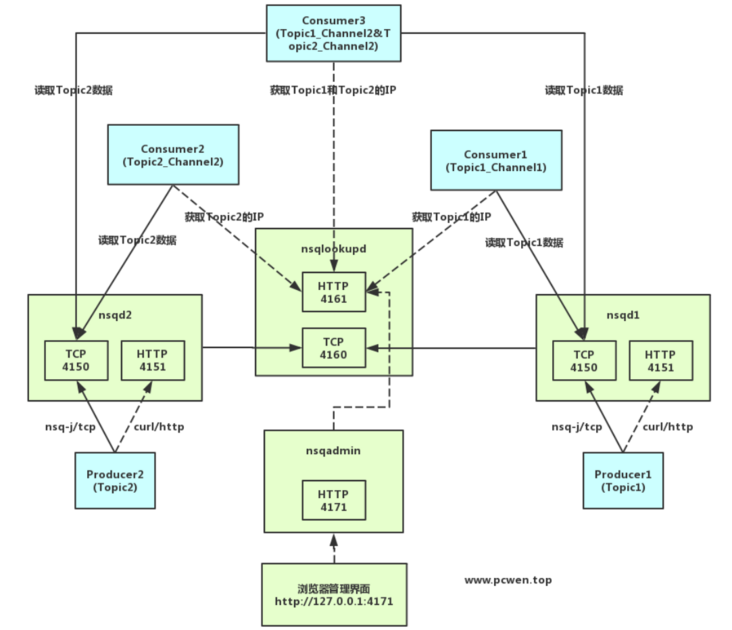 Consumer3
(Topic1_Channel2&T
opic2_Channel2)
读取Topic2数据
获取Topic1和Topic2的IP
读取Topic1数据
Consumer2
(Topic2_Channel2)
Consumer1
(Topic1_Channel1)
获取Topic2的IP
获取Topic1的IP
读取Topic2数据
读取Topic1数据
nsqlookupd
HTTP
4161
TCP
4160
nsqd2
TCP
4150
HTTP
4151
nsqd1
TCP
4150
HTTP
4151
nsq-j/tcp
curl/http
nsq-j/tcp
curl/http
Producer2
(Topic2)
Producer1
(Topic1)
nsqadmin
HTTP
4171
浏览器管理界面
http://127.0.0.1:4171
www.pcwen.top